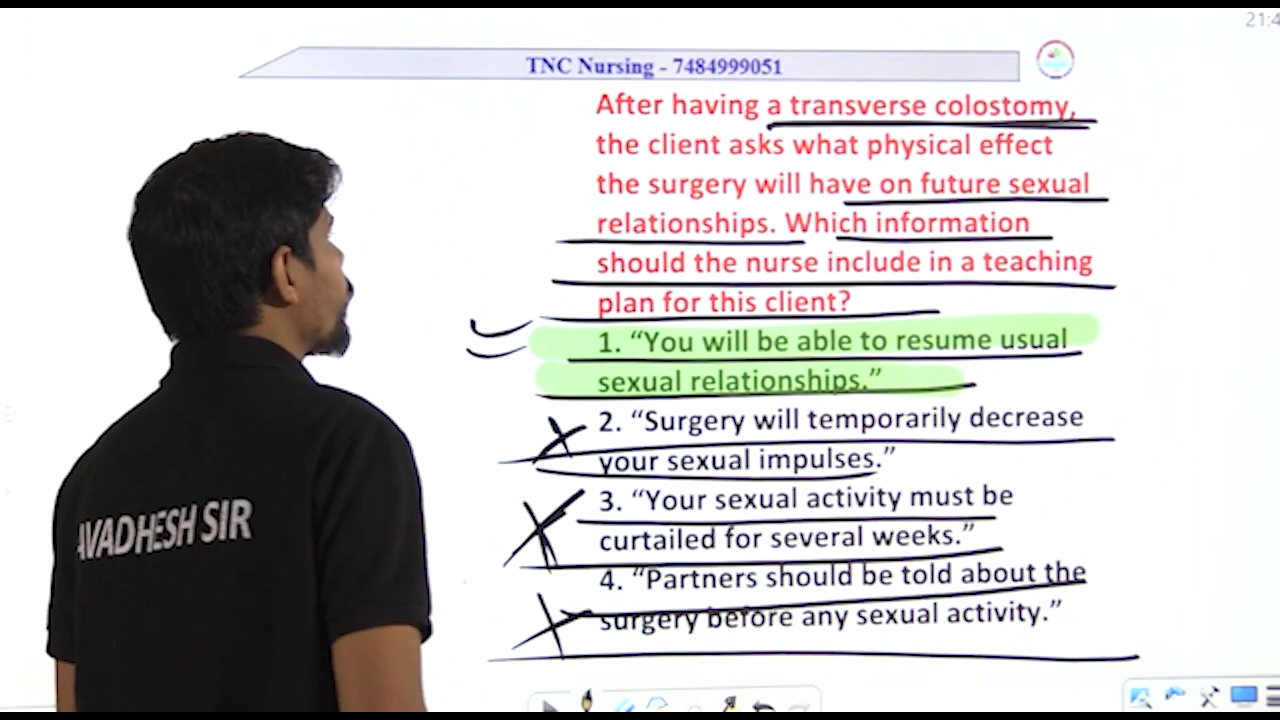 21:4
TNC Nursing - 7484999051
After having a transverse colostomy,
the client asks what physical effect
the surgery will have on future sexual
relationships. Which information
should the nurse include in a teaching
plan for this client?
1. “You will be able to resume usual
sexual relationships.”
2. “Surgery will temporarily decrease
your sexual impulses.”
3. “Your sexual activity must be
curtailed for several weeks.”
4. “Partners should be told about the
surgery before any sexual activity.”
AVADHESH SIR